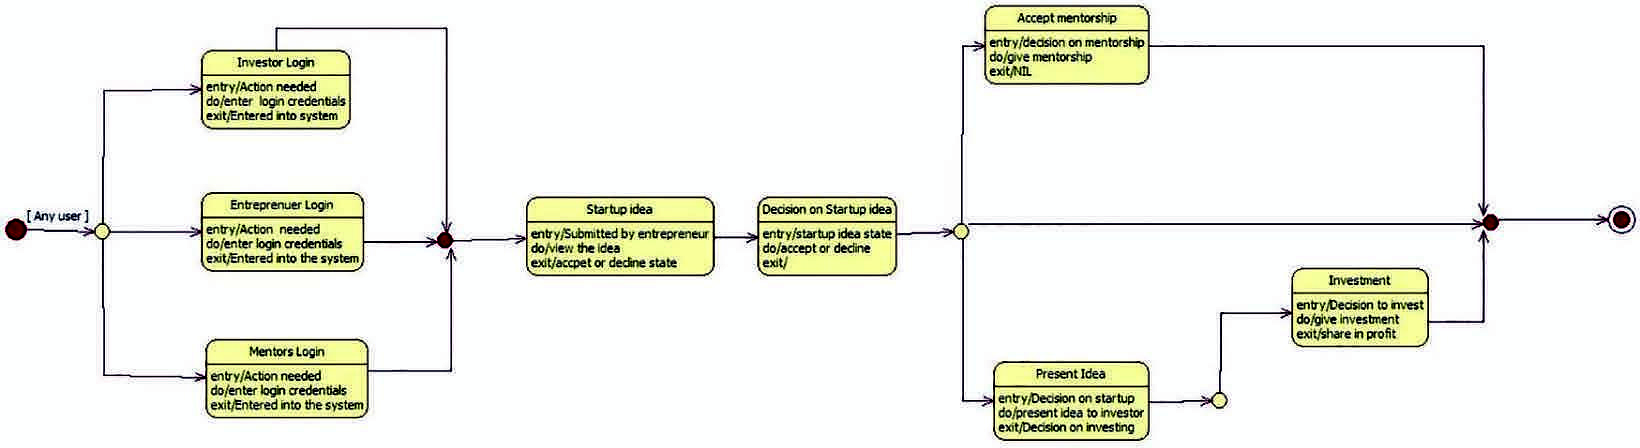 [ Any user ]
Investor Login
entry/Action needed
do/enter login credentials
exit/Entered into system
Entreprenuer Login
entry/Action needed
do/enter login credentials
exit/Entered into the system
Mentors Login
entry/Action needed
do/enter login credentials
exit/Entered into the system
Startup idea
entry/Submitted by entrepreneur
do/view the idea
exit/accpet or decline state
Decision on Startup idea
entry/startup idea state
do/accept or decline
exit/
Accept mentorship
entry/decision on mentorship
do/give mentorship
exit/NIL
Present Idea
entry/Decision on startup
do/present idea to investor
exit/Decision on investing
Investment
entry/Decision to invest
do/give investment
exit/share in profit